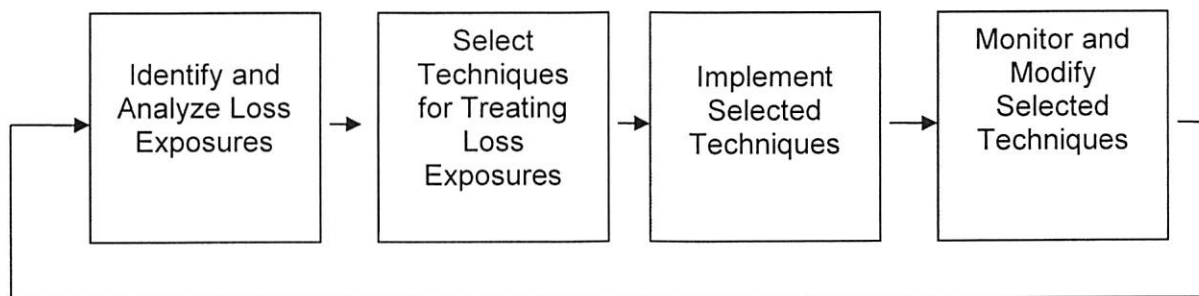 Identify and
Analyze Loss
Exposures
Select
Techniques
for Treating
Loss
Exposures
Implement
Selected
Techniques
Monitor and
Modify
Selected
Techniques